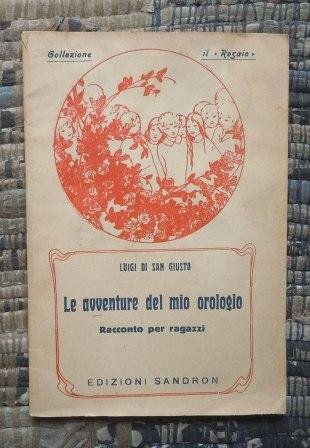 Collezione il «Rosaio»
LUIGI DI SAN GIUSTO
Le avventure del mio orologio
Racconto per ragazzi
EDIZIONI SANDRON